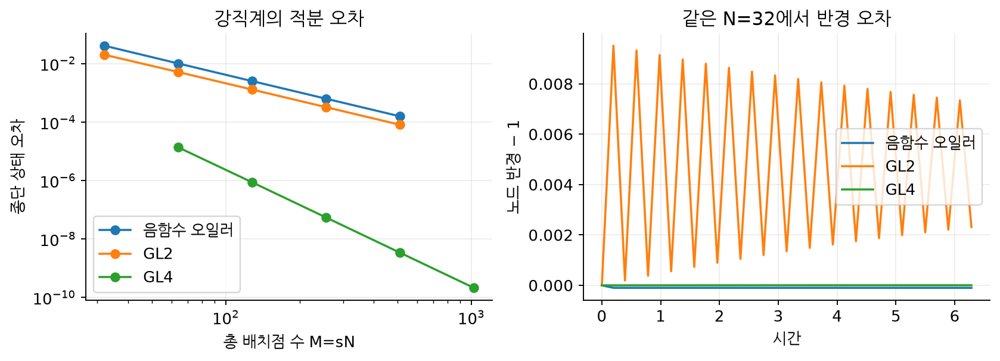 강직계의 적분 오차
종단 상태 오차
10⁻²
10⁻⁴
10⁻⁶
10⁻⁸
10⁻¹⁰
음함수 오일러
GL2
GL4
10²
10³
총 배치점 수 M=sN
같은 N=32에서 반경 오차
노드 반경 − 1
0.008
0.006
0.004
0.002
0.000
음함수 오일러
GL2
GL4
0 1 2 3 4 5 6
시간